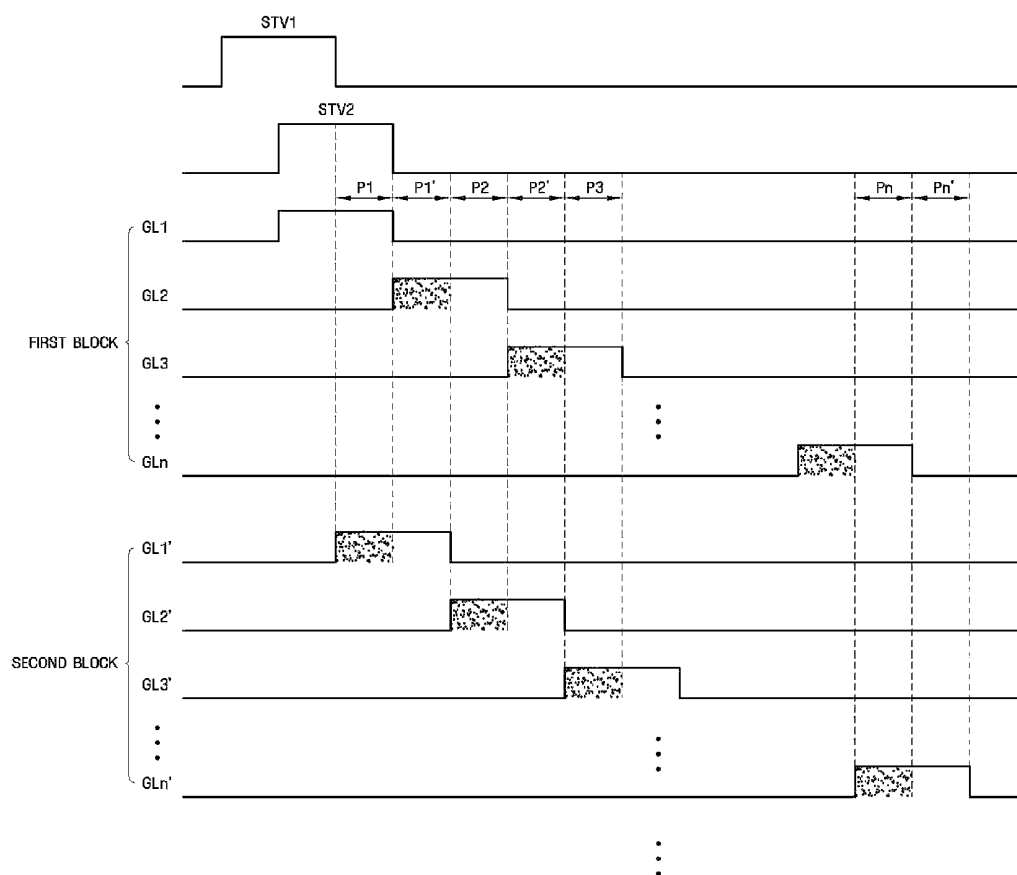 STV1
STV2
P1 P1' P2 P2' P3 Pn Pn'
GL1
GL2
FIRST BLOCK
GL3
GLn
GL1'
GL2'
SECOND BLOCK
GL3'
GLn'